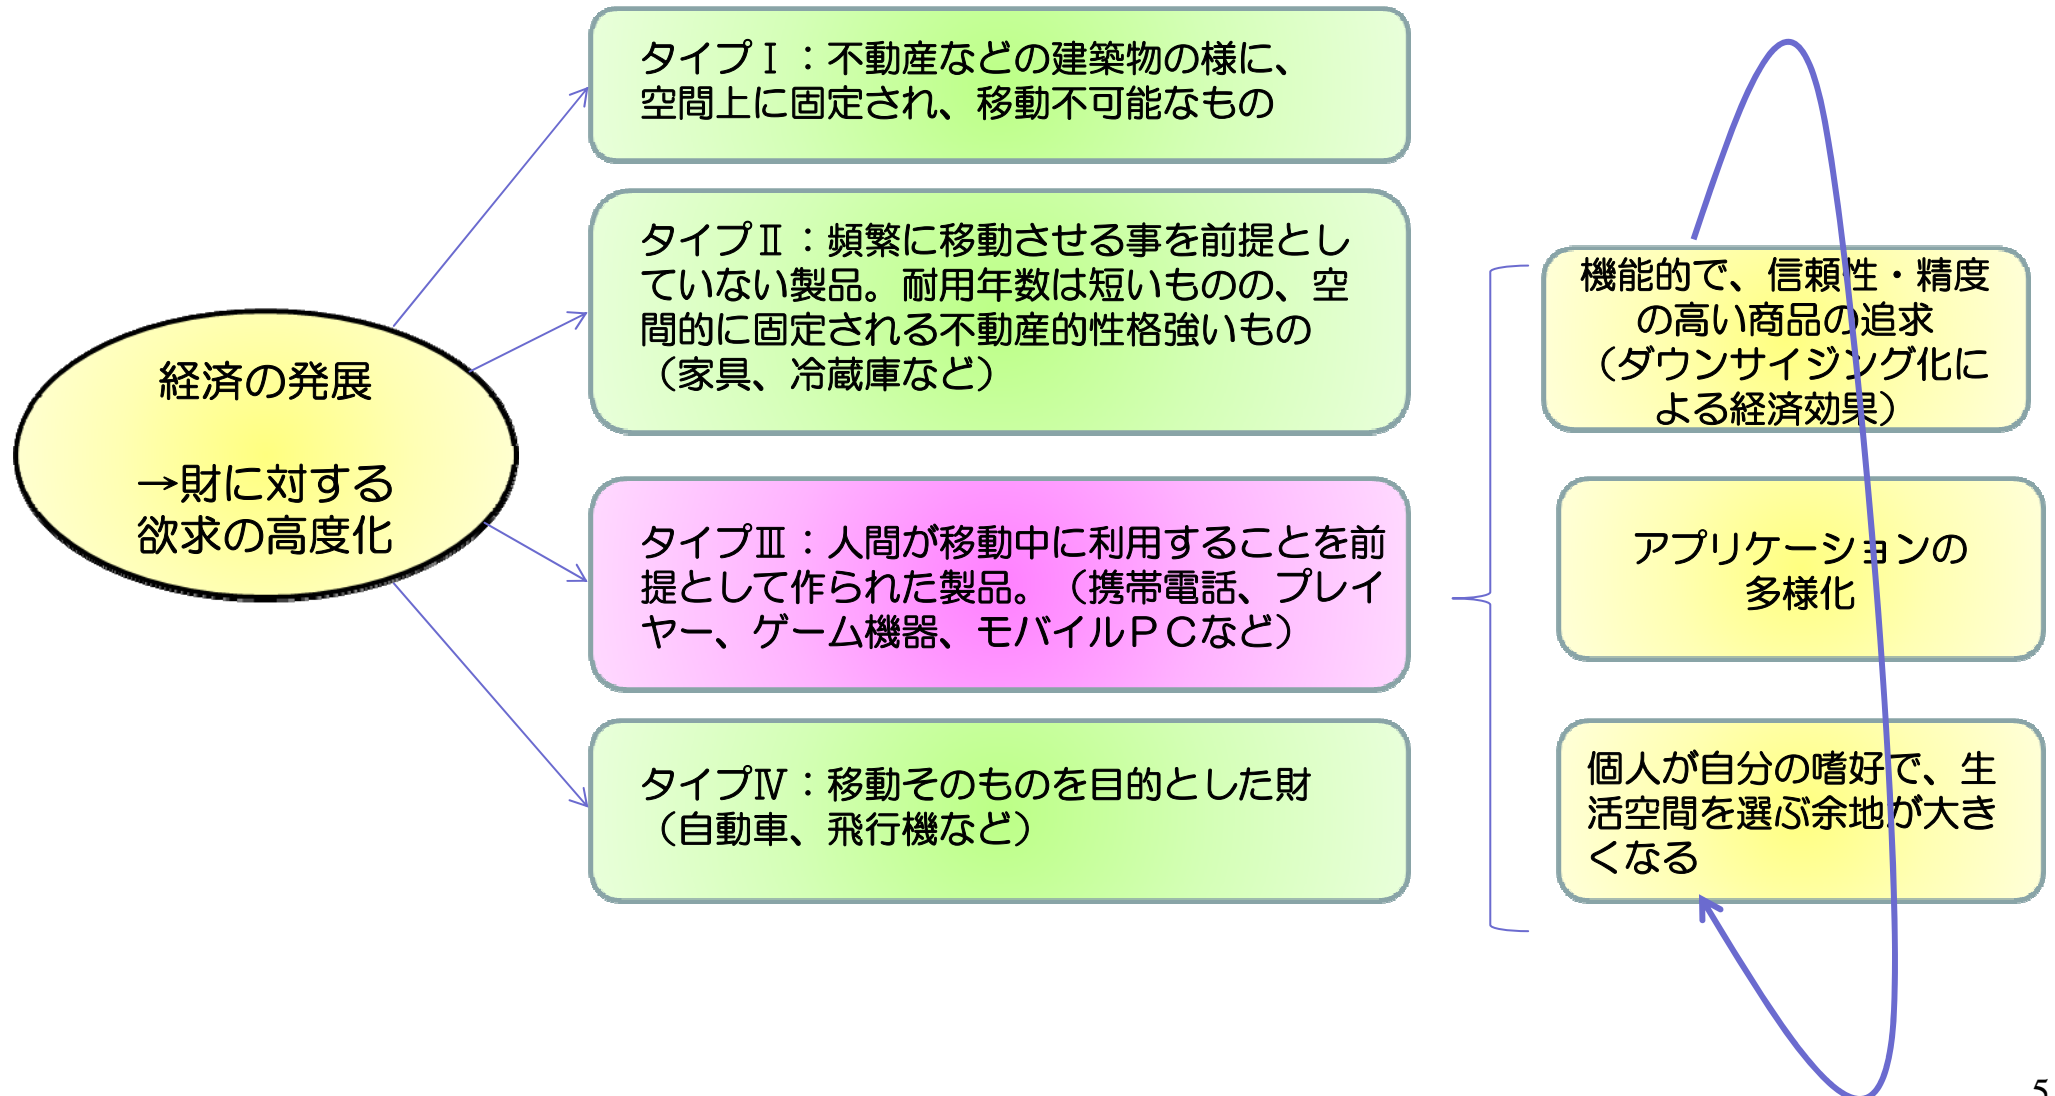 経済の発展
→財に対する
欲求の高度化
タイプⅠ：不動産などの建築物の様に、
空間上に固定され、移動不可能なもの
タイプⅡ：頻繁に移動させる事を前提とし
ていない製品。耐用年数は短いものの、空
間的に固定される不動産的性格強いもの
（家具、冷蔵庫など）
タイプⅢ：人間が移動中に利用することを前
提として作られた製品。（携帯電話、プレイ
ヤー、ゲーム機器、モバイルＰＣなど）
タイプⅣ：移動そのものを目的とした財
（自動車、飛行機など）
機能的で、信頼性・精度
の高い商品の追求
（ダウンサイジング化に
よる経済効果）
アプリケーションの
多様化
個人が自分の嗜好で、生
活空間を選ぶ余地が大き
くなる
5